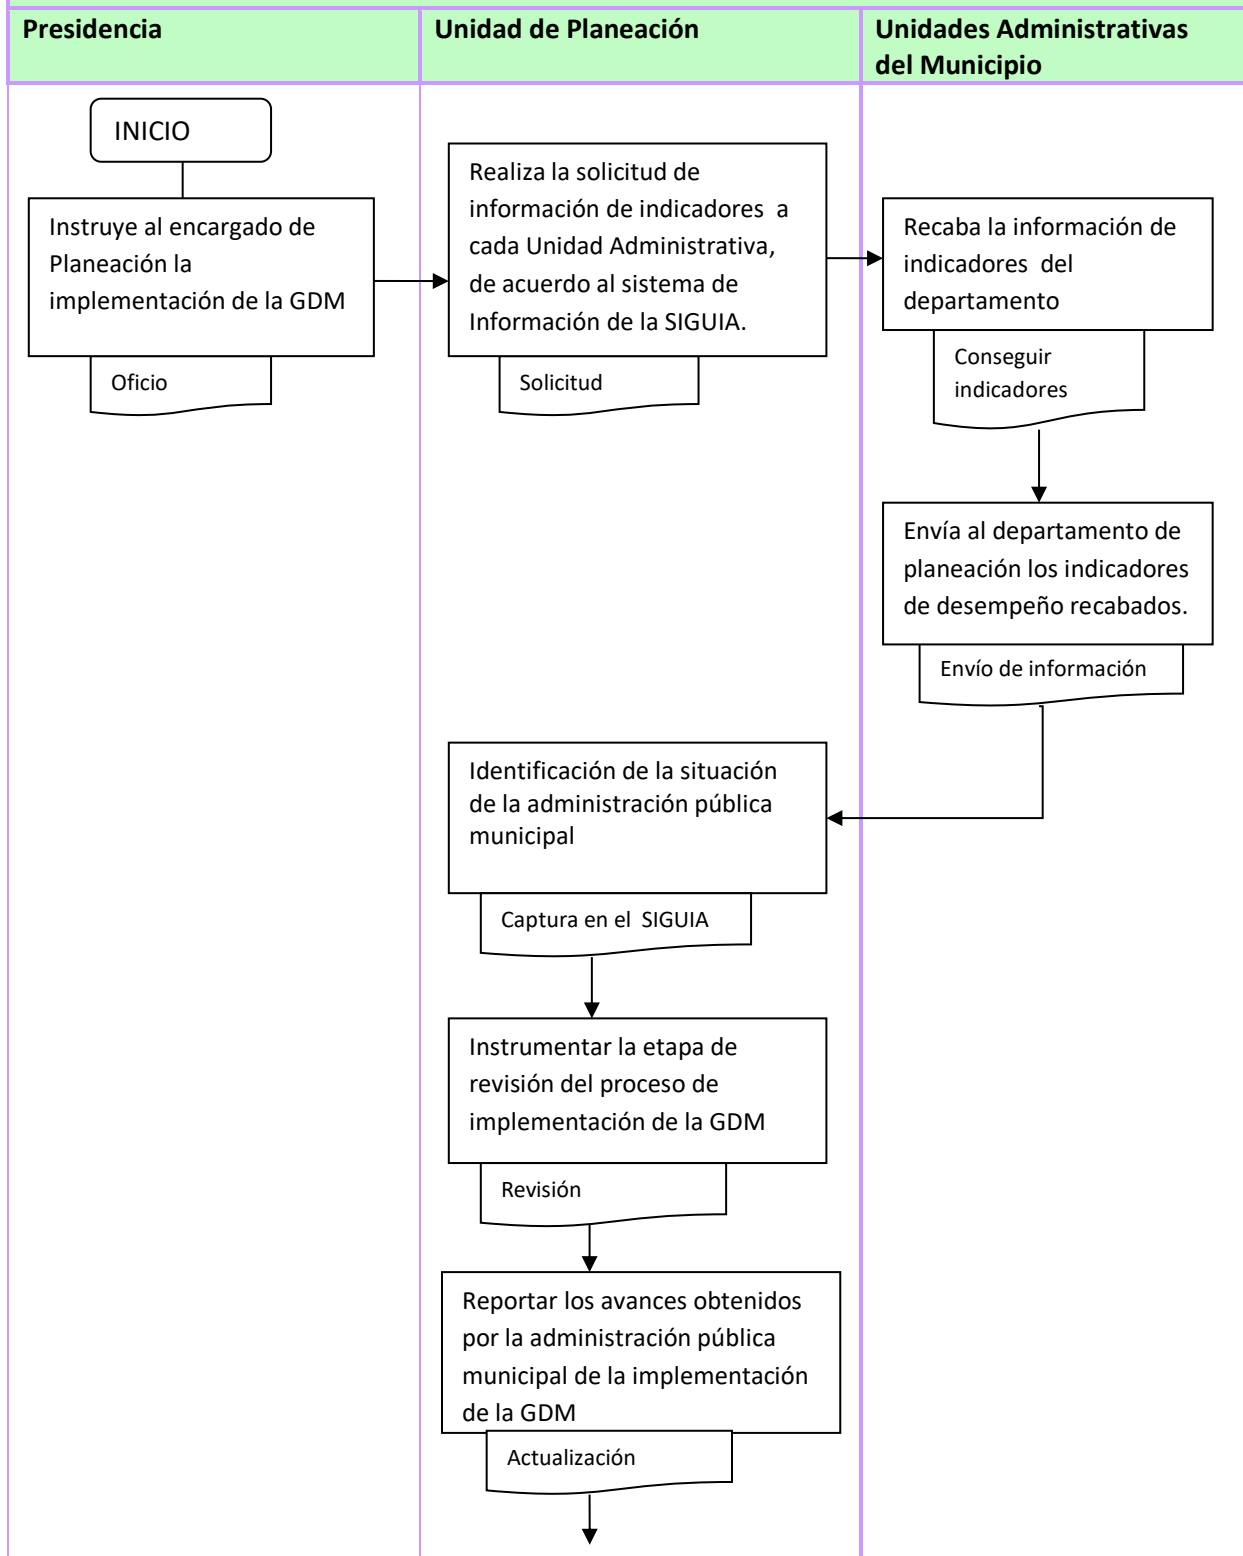 Presidencia
Unidad de Planeación
Unidades Administrativas
del Municipio
INICIO
Instruye al encargado de
Planeación la
implementación de la GDM
Oficio
Realiza la solicitud de
información de indicadores a
cada Unidad Administrativa,
de acuerdo al sistema de
Información de la SIGUIA.
Solicitud
Recaba la información de
indicadores del
departamento
Conseguir
indicadores
Envía al departamento de
planeación los indicadores
de desempeño recabados.
Envío de información
Identificación de la situación
de la administración pública
municipal
Captura en el SIGUIA
Instrumentar la etapa de
revisión del proceso de
implementación de la GDM
Revisión
Reportar los avances obtenidos
por la administración pública
municipal de la implementación
de la GDM
Actualización